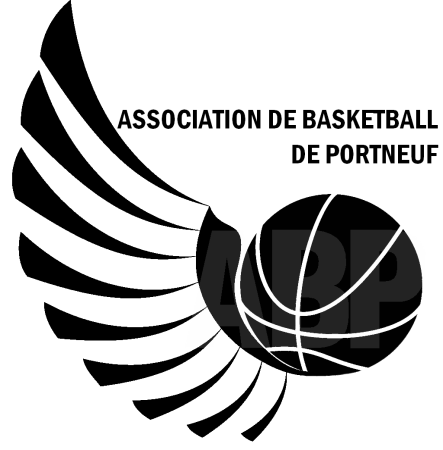 ASSOCIATION DE BASKETBALL
DE PORTNEUF
ABP